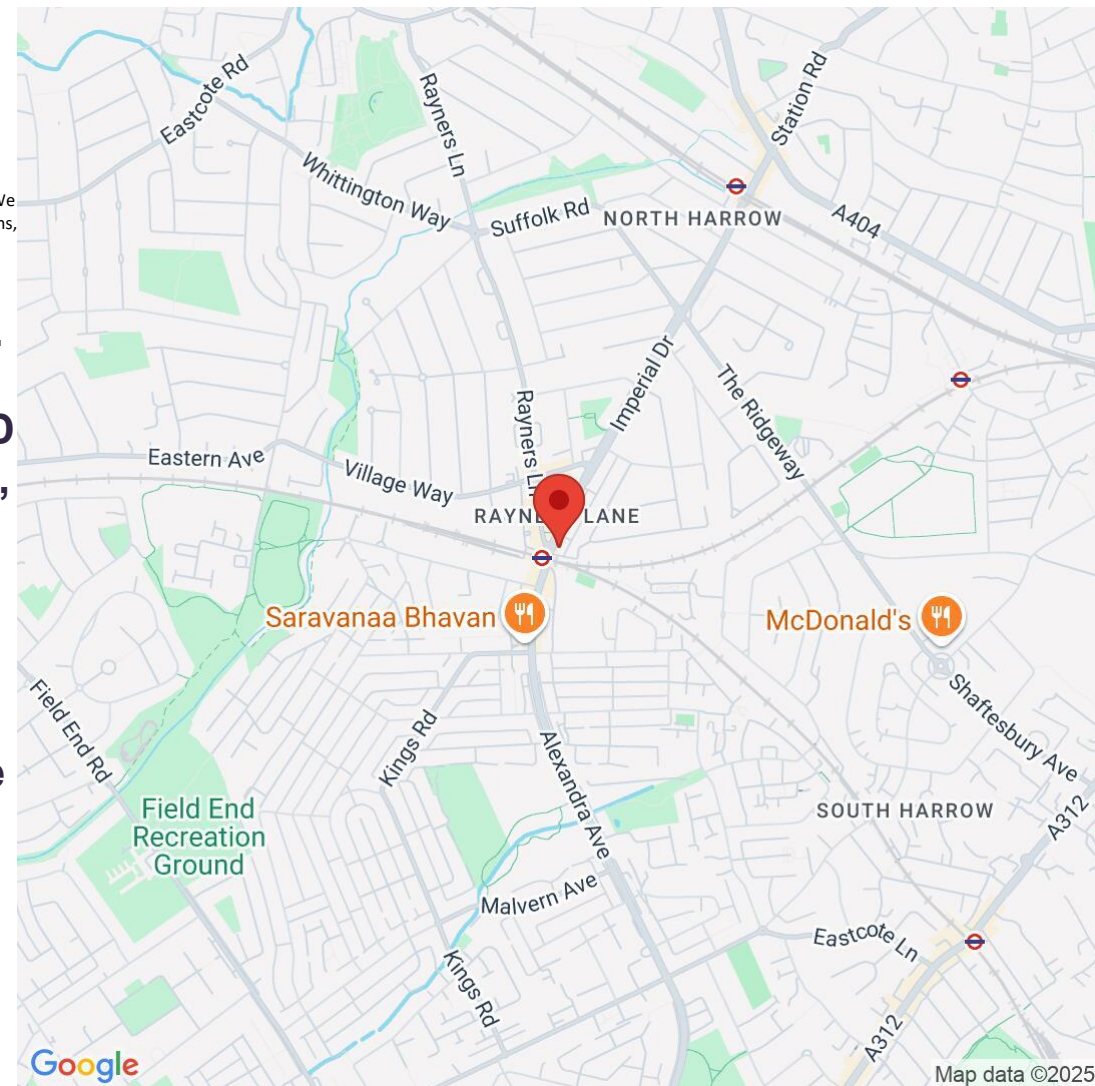 Eastcote Rd
Rayners Ln
Station Rd
Whittington Way
Suffolk Rd
NORTH HARROW
A404
Imperial Dr
The Ridgeway
Rayners Ln
Eastern Ave
Village Way
LANE
Saravanaa Bhavan
McDonald's
Field End Rd
Kings Rd
Alexandra Ave
Shaftesbury Ave
Field End
Recreation
Ground
SOUTH HARROW
A312
Malvern Ave
Eastcote Ln
Kings Rd
A312
Google
Map data ©2025